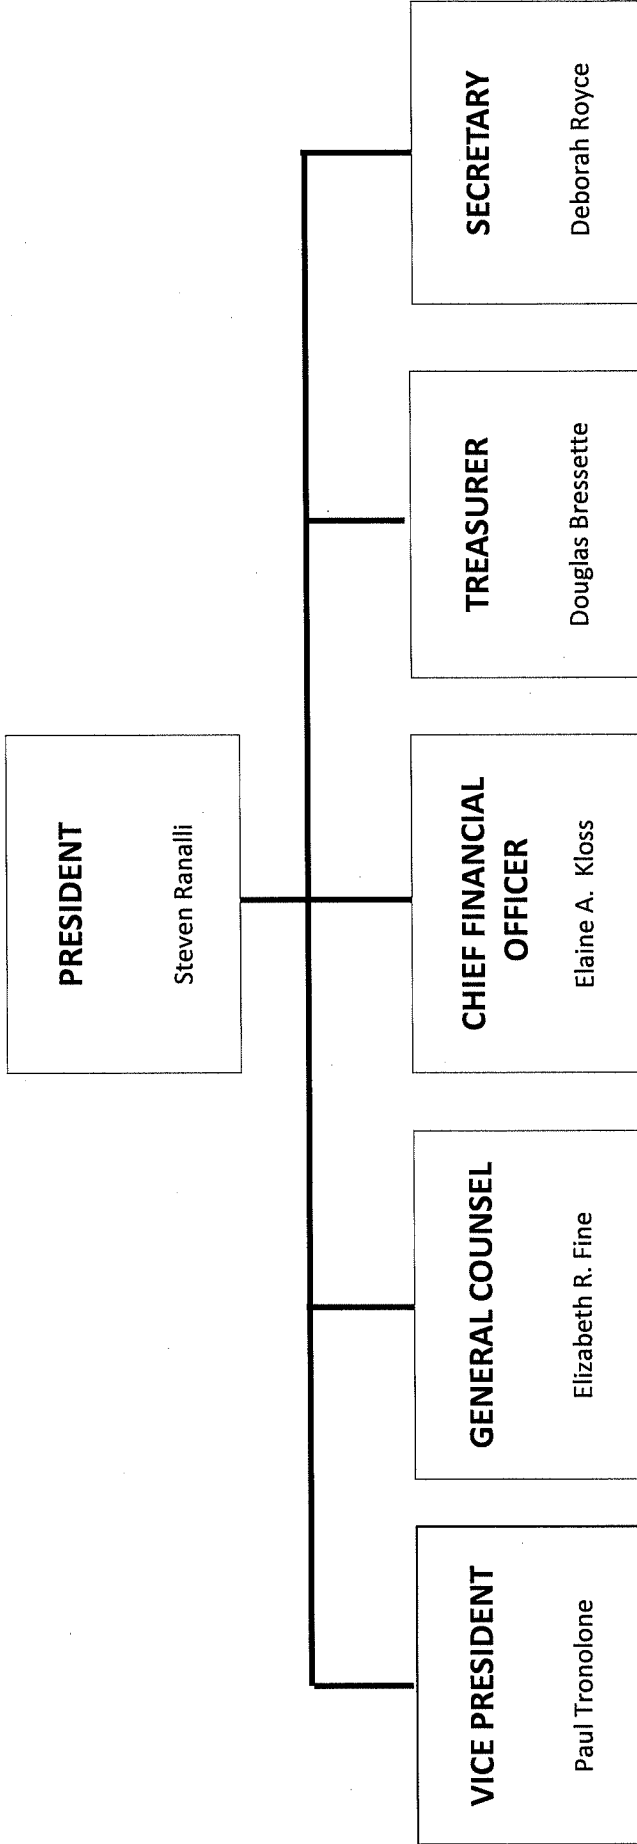 PRESIDENT
Steven Ranalli
VICE PRESIDENT
Paul Tronolone
GENERAL COUNSEL
Elizabeth R. Fine
CHIEF FINANCIAL
OFFICER
Elaine A. Kloss
TREASURER
Douglas Bressette
SECRETARY
Deborah Royce